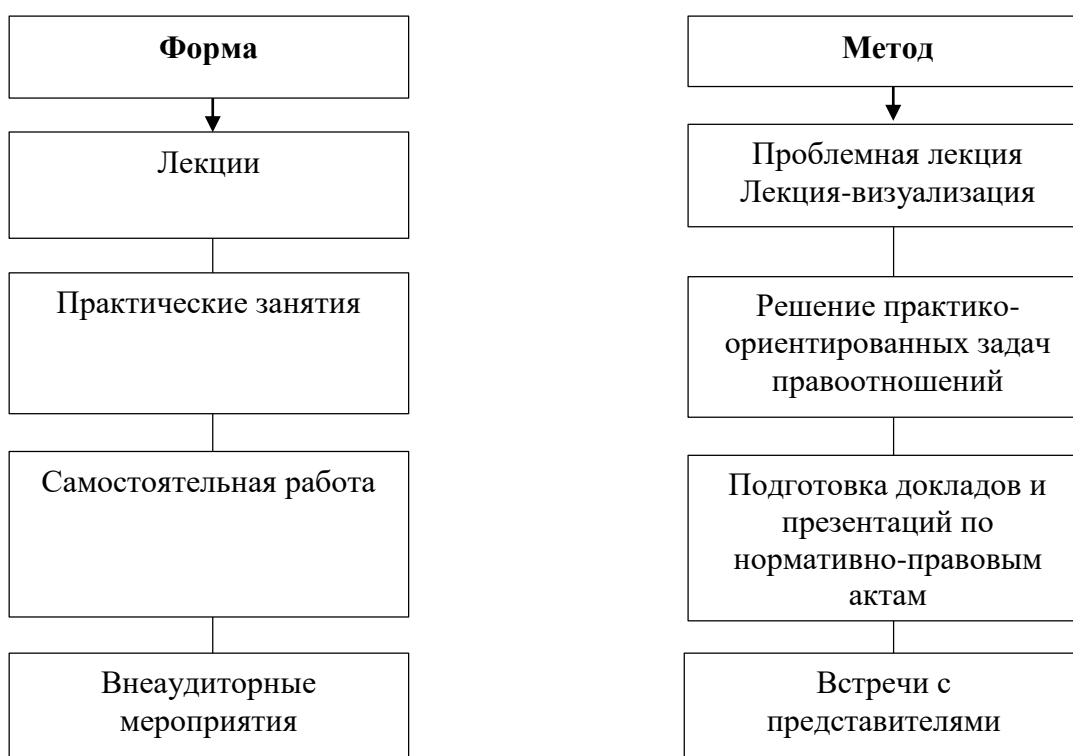 Форма
Лекции
Практические занятия
Самостоятельная работа
Внеаудиторные
мероприятия
Метод
Проблемная лекция
Лекция-визуализация
Решение практико-
ориентированных задач
правоотношений
Подготовка докладов и
презентаций по
нормативно-правовым
актам
Встречи с
представителями